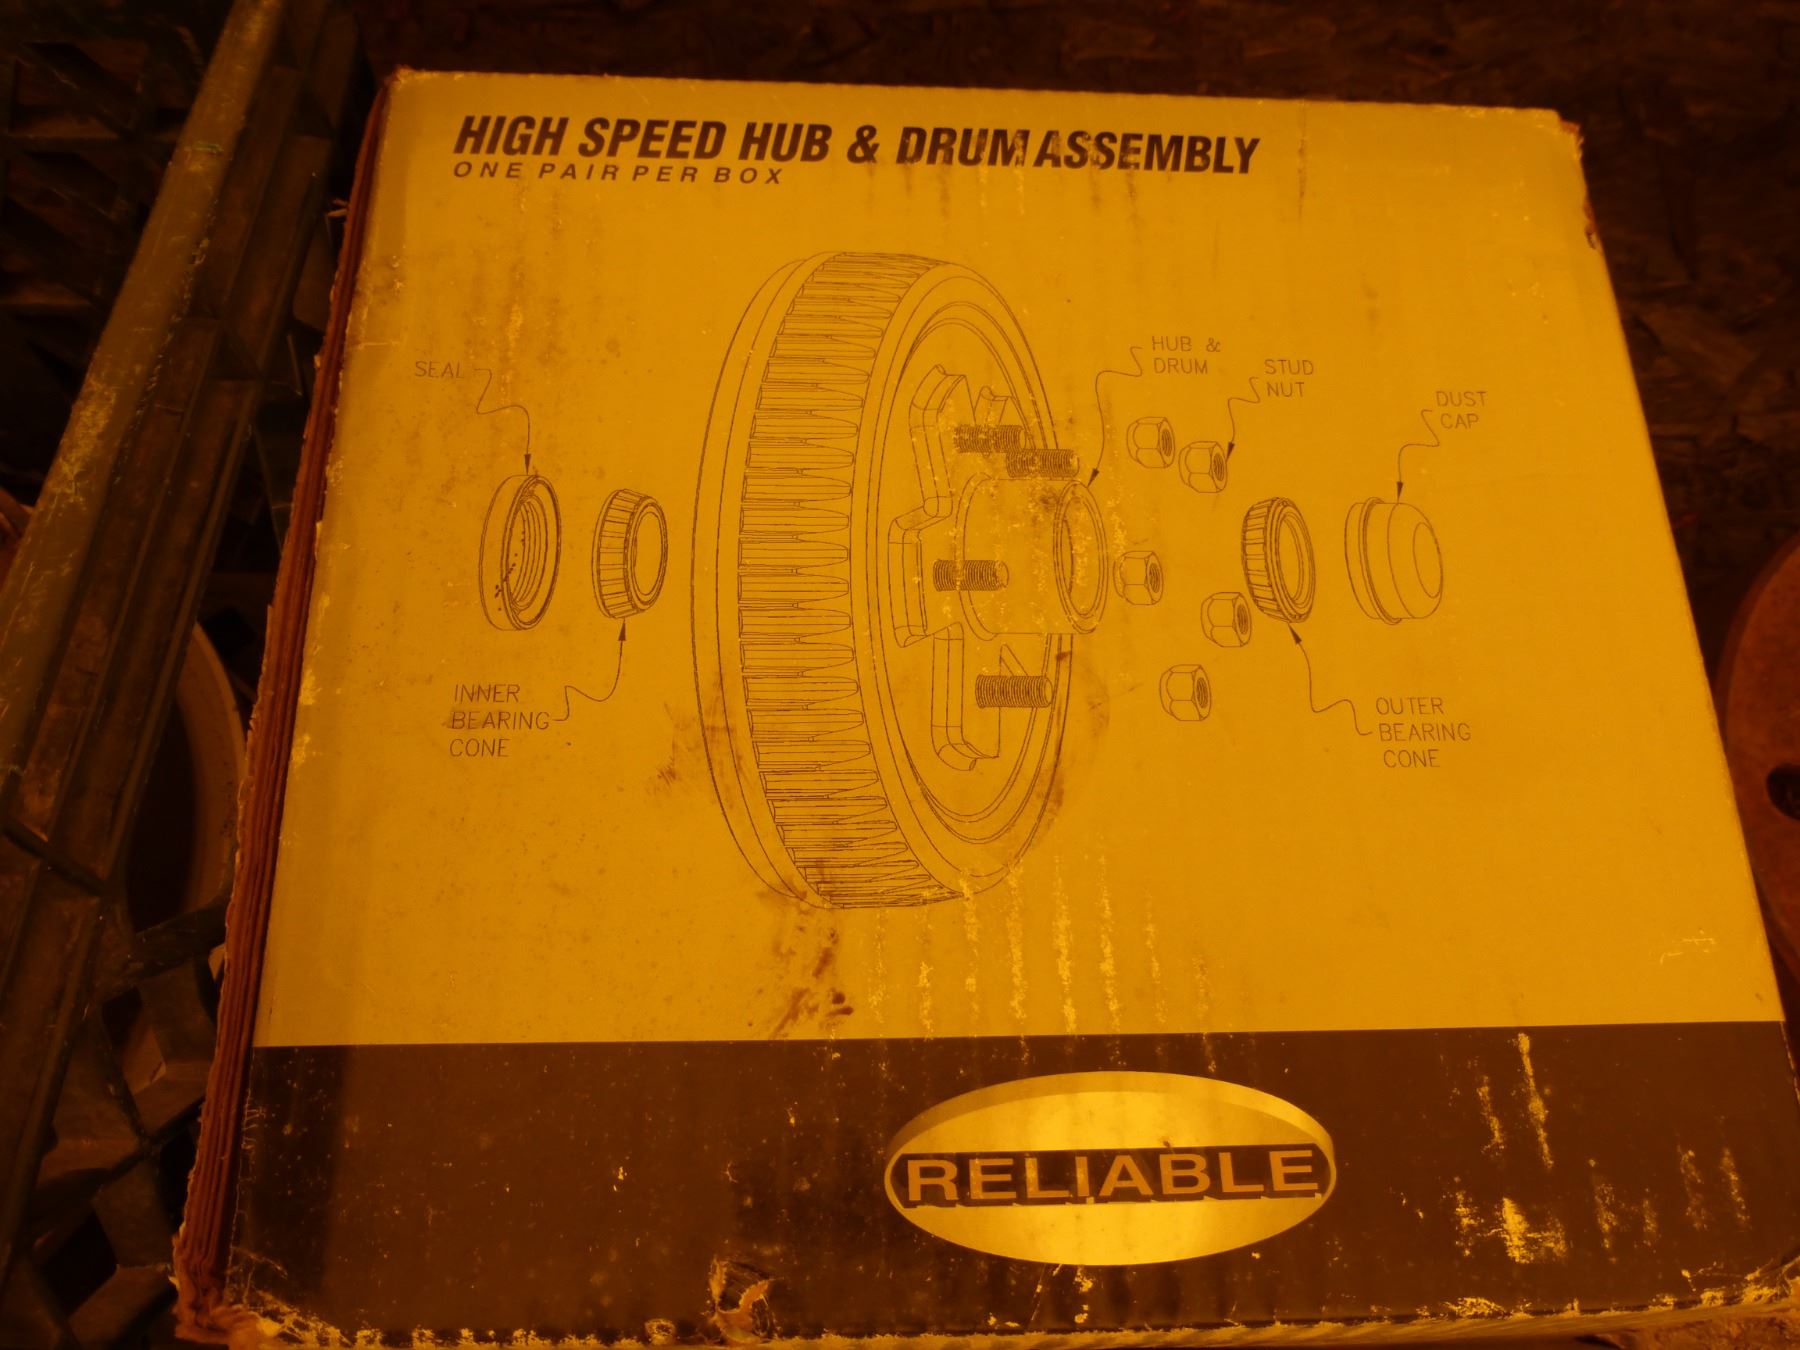 HIGH SPEED HUB & DRUM ASSEMBLY
ONE PAIR PER BOX
SEAL
HUB &
DRUM
STUD
NUT
DUST
CAP
INNER
BEARING
CONE
OUTER
BEARING
CONE
RELIABLE